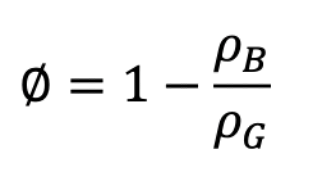 ∅ = 1 − ρ_B / ρ_G